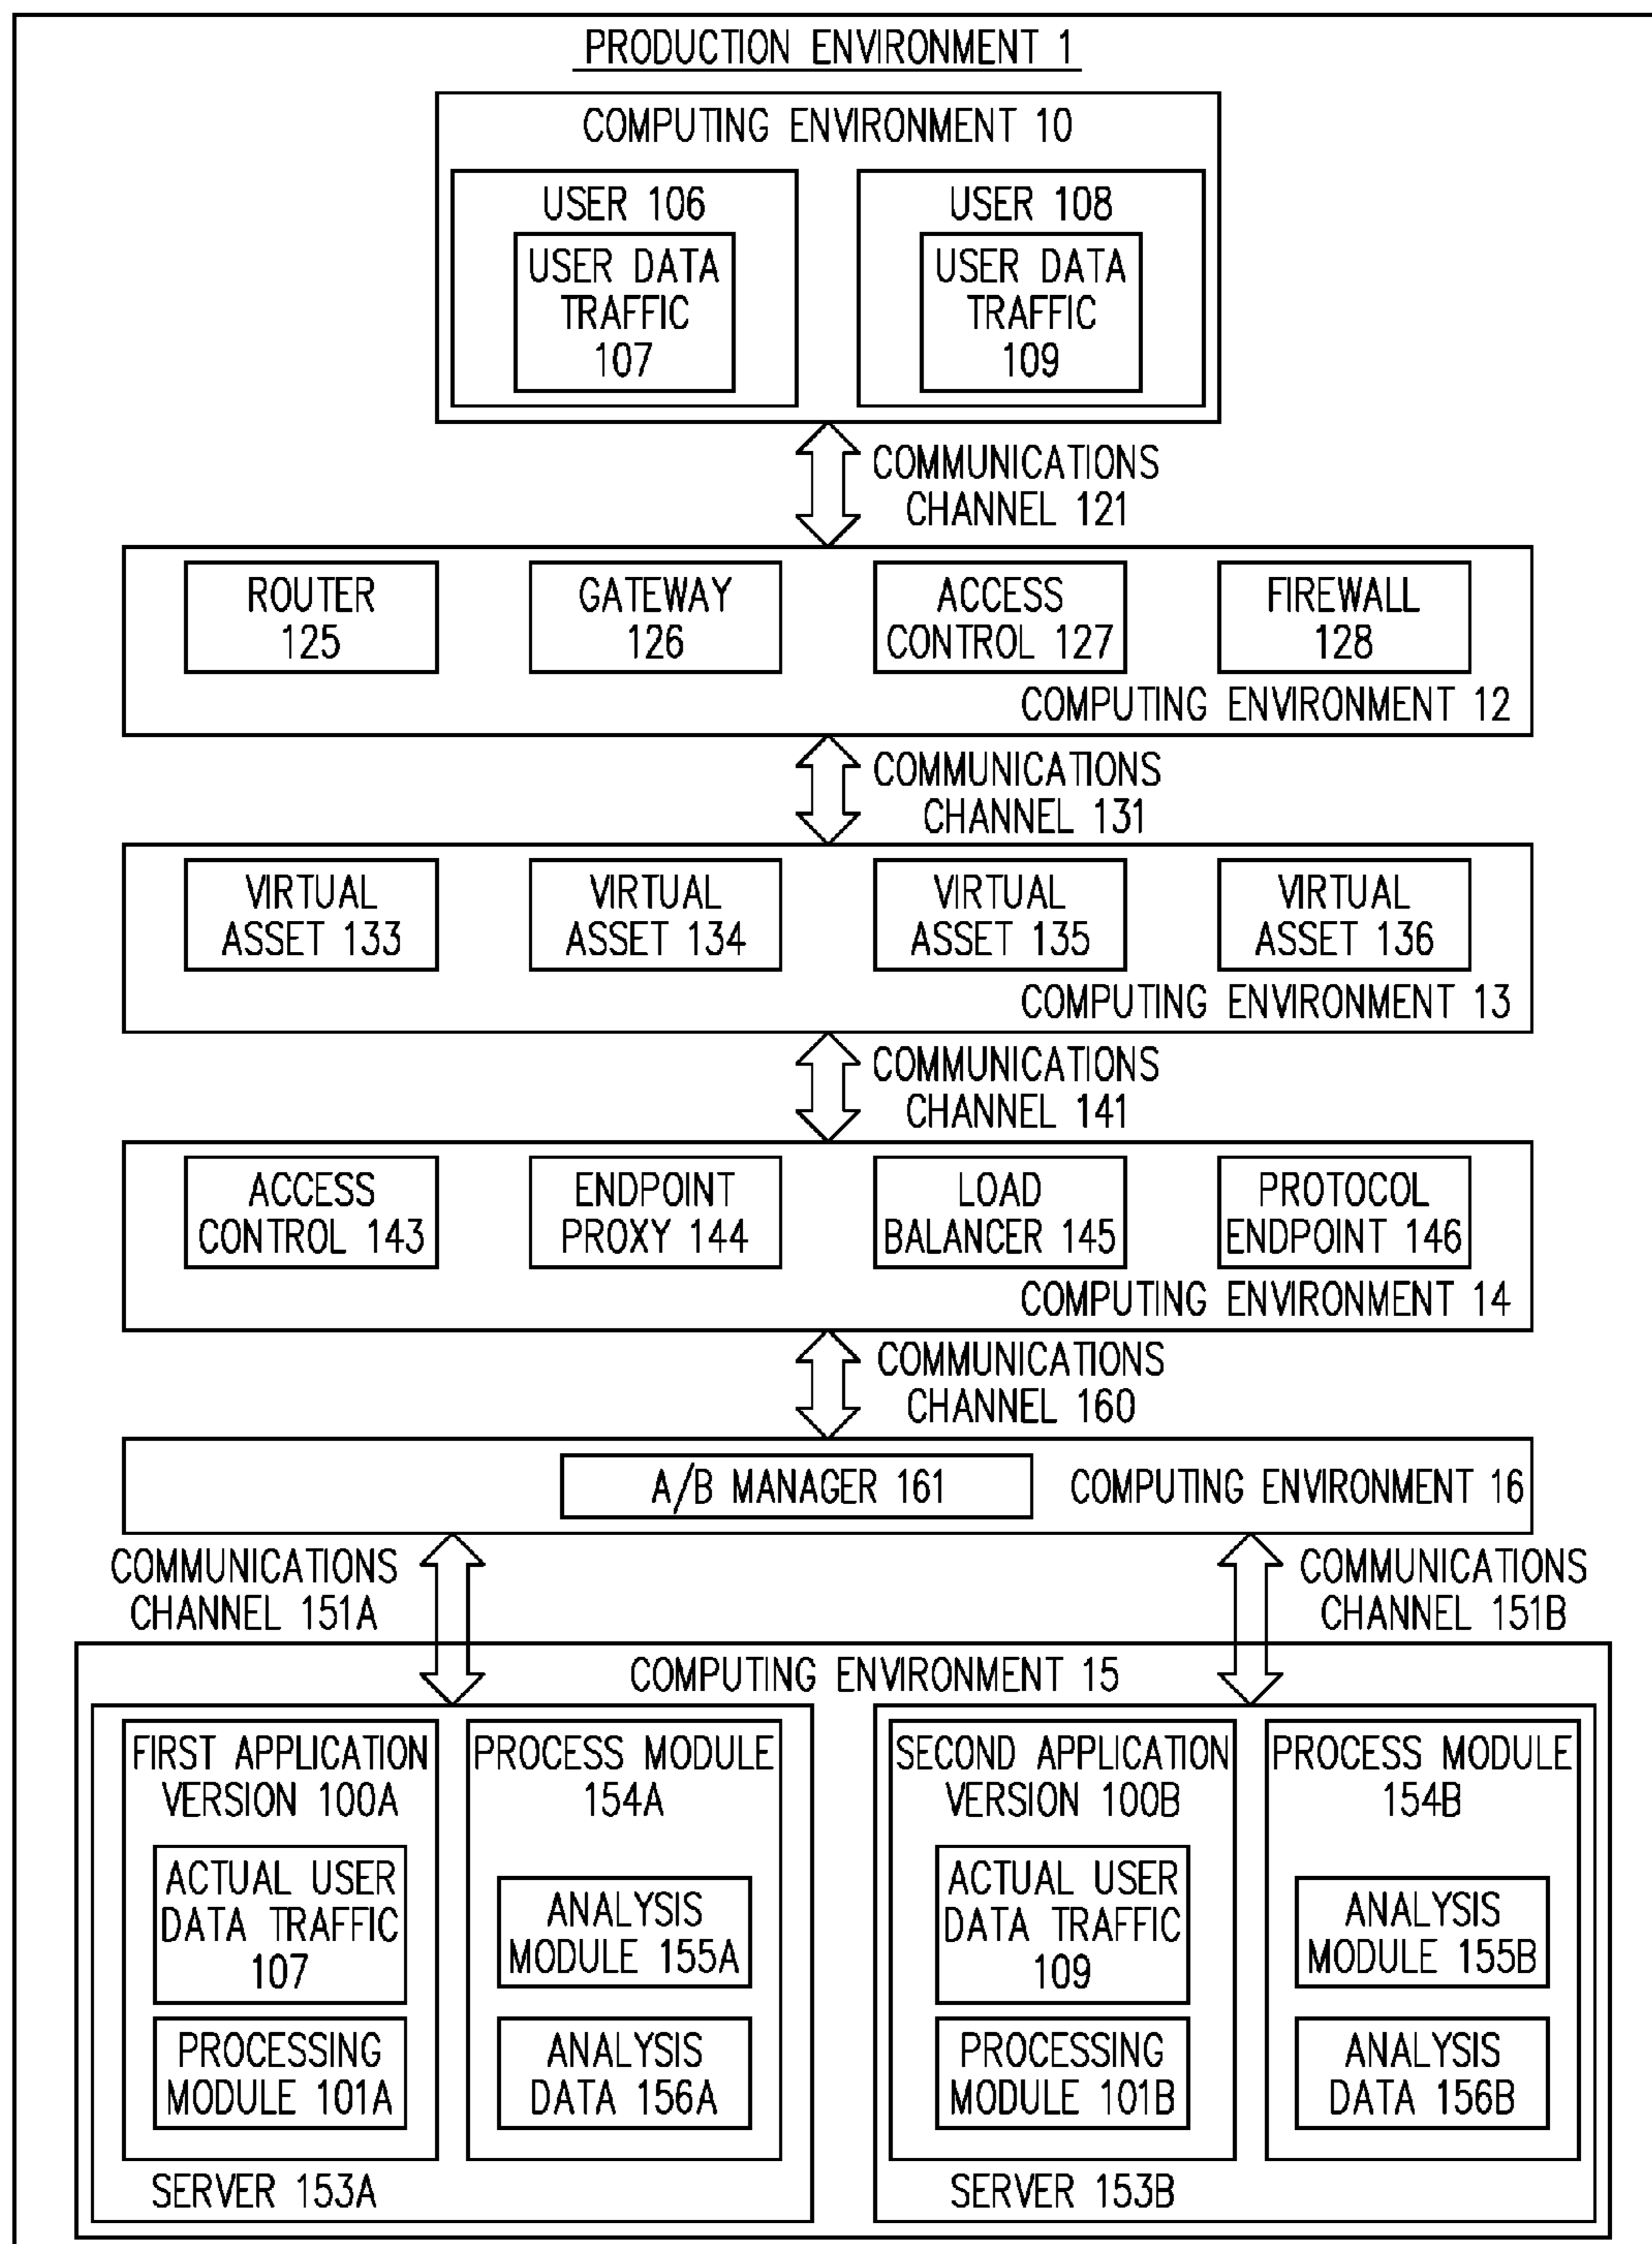 PRODUCTION ENVIRONMENT 1
COMPUTING ENVIRONMENT 10
USER 106
USER DATA
TRAFFIC
107
USER 108
USER DATA
TRAFFIC
109
COMMUNICATIONS
CHANNEL 121
ROUTER
125
GATEWAY
126
ACCESS
CONTROL 127
FIREWALL
128
COMPUTING ENVIRONMENT 12
COMMUNICATIONS
CHANNEL 131
VIRTUAL
ASSET 133
VIRTUAL
ASSET 134
VIRTUAL
ASSET 135
VIRTUAL
ASSET 136
COMPUTING ENVIRONMENT 13
COMMUNICATIONS
CHANNEL 141
ACCESS
CONTROL 143
ENDPOINT
PROXY 144
LOAD
BALANCER 145
PROTOCOL
ENDPOINT 146
COMPUTING ENVIRONMENT 14
COMMUNICATIONS
CHANNEL 160
A/B MANAGER 161
COMPUTING ENVIRONMENT 16
COMMUNICATIONS
CHANNEL 151A
COMMUNICATIONS
CHANNEL 151B
COMPUTING ENVIRONMENT 15
FIRST APPLICATION
VERSION 100A
ACTUAL USER
DATA TRAFFIC
107
PROCESSING
MODULE 101A
PROCESS MODULE
154A
ANALYSIS
MODULE 155A
ANALYSIS
DATA 156A
SERVER 153A
SECOND APPLICATION
VERSION 100B
ACTUAL USER
DATA TRAFFIC
109
PROCESSING
MODULE 101B
PROCESS MODULE
154B
ANALYSIS
MODULE 155B
ANALYSIS
DATA 156B
SERVER 153B